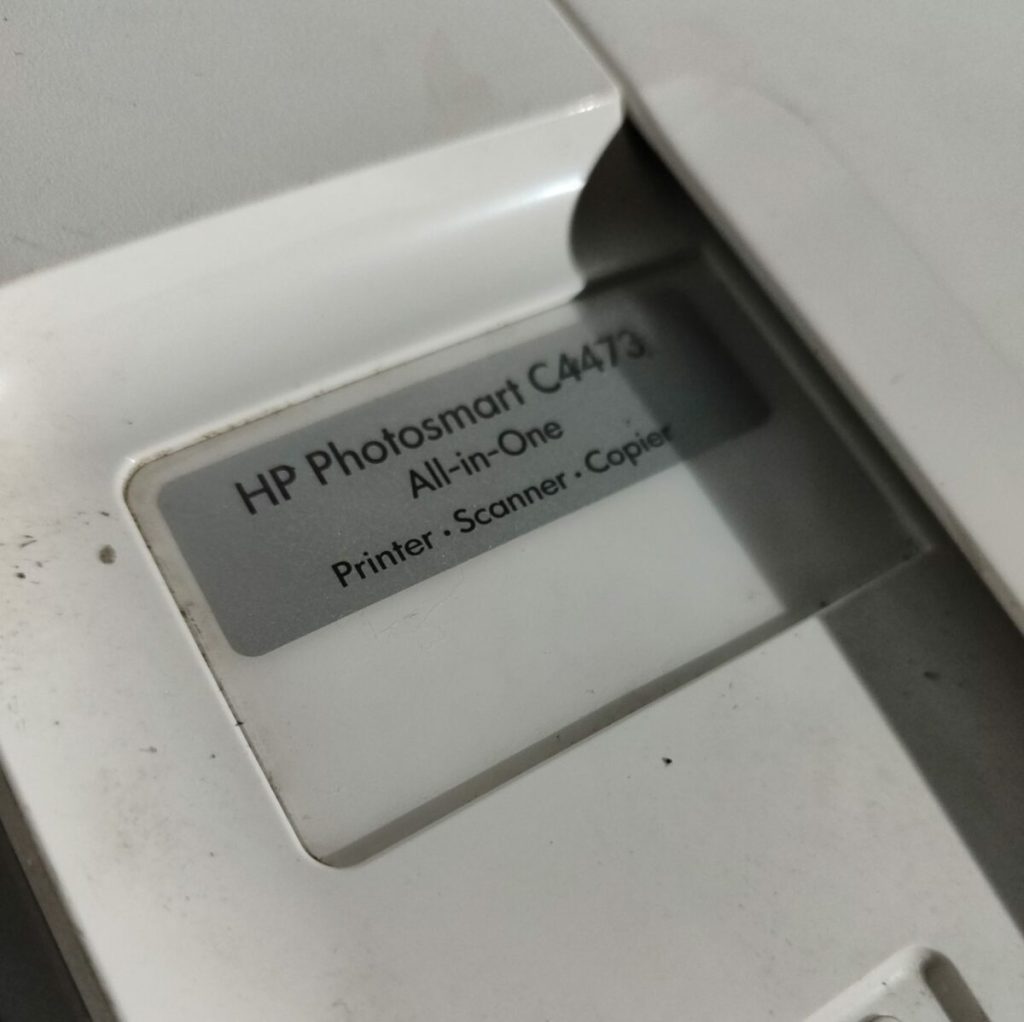 HP Photosmart C4473
All-in-One
Printer · Scanner · Copier